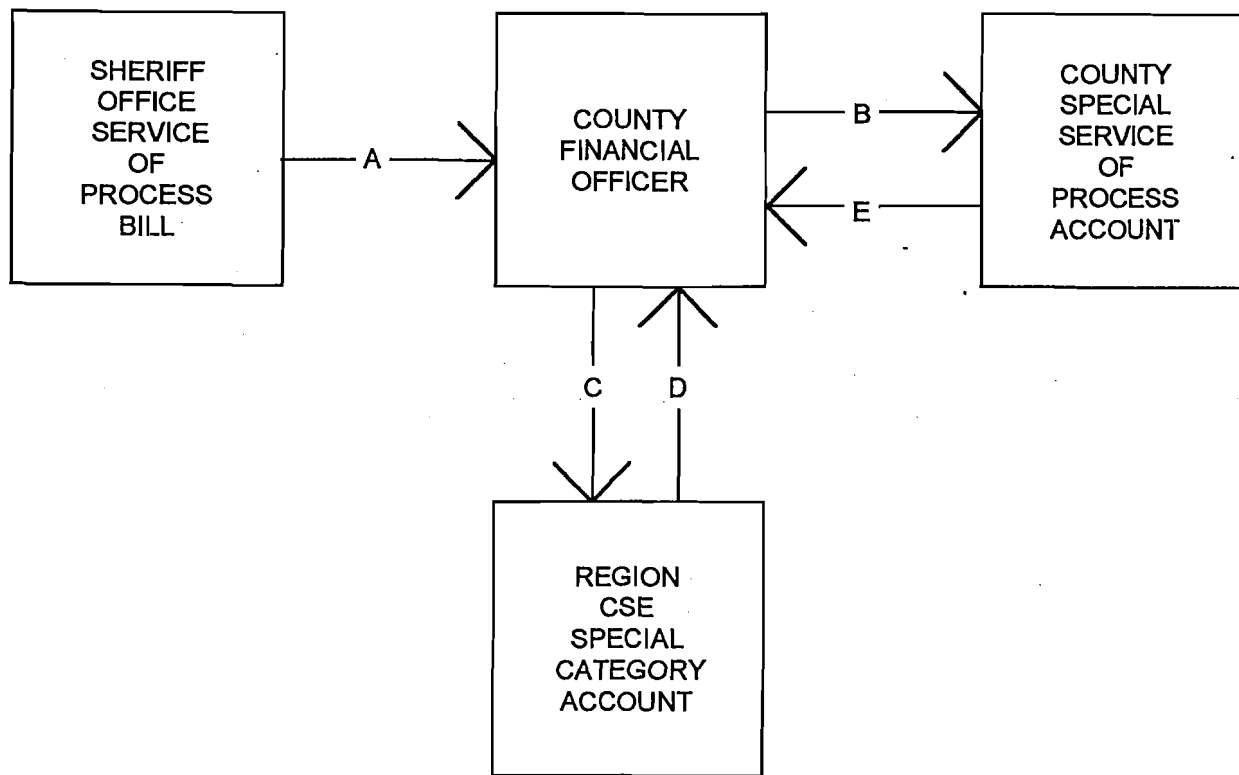 SHERIFF
OFFICE
SERVICE
OF
PROCESS
BILL
A
COUNTY
FINANCIAL
OFFICER
B
E
COUNTY
SPECIAL
SERVICE
OF
PROCESS
ACCOUNT
C
D
REGION
CSE
SPECIAL
CATEGORY
ACCOUNT